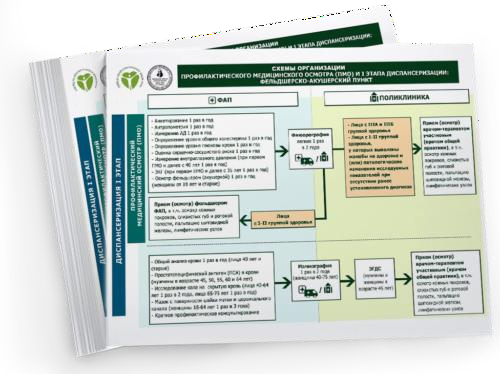 СХЕМЫ ОРГАНИЗАЦИИ
ПРОФИЛАКТИЧЕСКОГО МЕДИЦИНСКОГО ОСМОТРА (ПМО) И I ЭТАПА ДИСПАНСЕРИЗАЦИИ:
ФЕЛЬДШЕРСКО-АКУШЕРСКИЙ ПУНКТ
ФАП
ПОЛИКЛИНИКА
ДИСПАНСЕРИЗАЦИЯ I ЭТАП
ПРОФИЛАКТИЧЕСКИЙ
МЕДИЦИНСКИЙ ОСМОТР (ПМО)
- Анкетирование 1 раз в год
- Антропометрия 1 раз в год
- Измерение АД 1 раз в год
- Определение уровня общего холестерина 1 раз в год
- Определение уровня глюкозы крови 1 раз в год
- Оценка сердечно-сосудистого риска 1 раз в год
- Измерение внутриглазного давления (при первом
ПМО и далее с 40 лет 1 раз в год)
- ЭКГ (при первом ПМО и далее с 35 лет 1 раз в год)
- Осмотр фельдшером (акушеркой) 1 раз в год
(женщины от 18 лет и старше)
Флюорография
легких 1 раз
в 2 года
- Лица с IIIA и IIIБ
группой здоровья
- Лица с I-II группой
здоровья,
у которых выявлены
жалобы на здоровье и
(или) патологические
изменения исследуемых
показателей при
отсутствии ранее
установленного диагноза
Прием (осмотр)
врачом-терапевтом
участковым
(врачом общей
практики), в т.ч.
осмотр кожных
покровов, слизистых
губ и ротовой
полости, пальпация
щитовидной железы,
лимфатических узлов
Прием (осмотр) фельдшером
ФАП, в т.ч. осмотр кожных
покровов, слизистых губ и ротовой
полости, пальпацию щитовидной
железы, лимфатических узлов
Лица
с I-II группой здоровья
- Общий анализ крови 1 раз в год (лица 40 лет и
старше)
- Простатспецифический антиген (ПСА) в крови
(мужчины в возрасте 45, 50, 55, 60 и 64 лет)
- Исследование кала на скрытую кровь (лица 40-64
лет 1 раз в 2 года, лица 65-75 лет 1 раз в год)
- Мазок с поверхности шейки матки и цервикального
канала (женщины 18-64 лет 1 раз в 3 года)
- Краткое профилактическое консультирование
Маммография
1 раз в 2 года
(женщины 40-75 лет)
ЭГДС
(мужчины и
женщины в
возрасте 45 лет)
Прием (осмотр)
врачом-терапевтом
участковым (врачом
общей практики), в т.ч.
осмотр кожных покровов,
слизистых губ и ротовой
полости, пальпацию
щитовидной железы,
лимфатических узлов